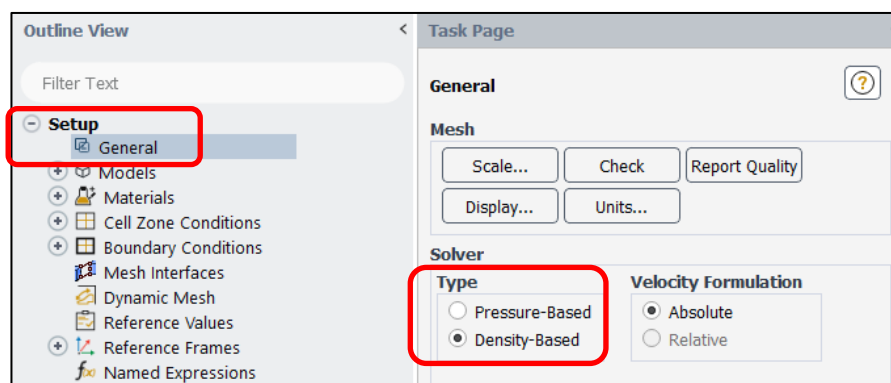 Outline View
Filter Text
Setup
General
Models
Materials
Cell Zone Conditions
Boundary Conditions
Mesh Interfaces
Dynamic Mesh
Reference Values
Reference Frames
Named Expressions
Task Page
General
Mesh
Scale... Check Report Quality
Display... Units...
Solver
Type Velocity Formulation
Pressure-Based Absolute
Density-Based Relative